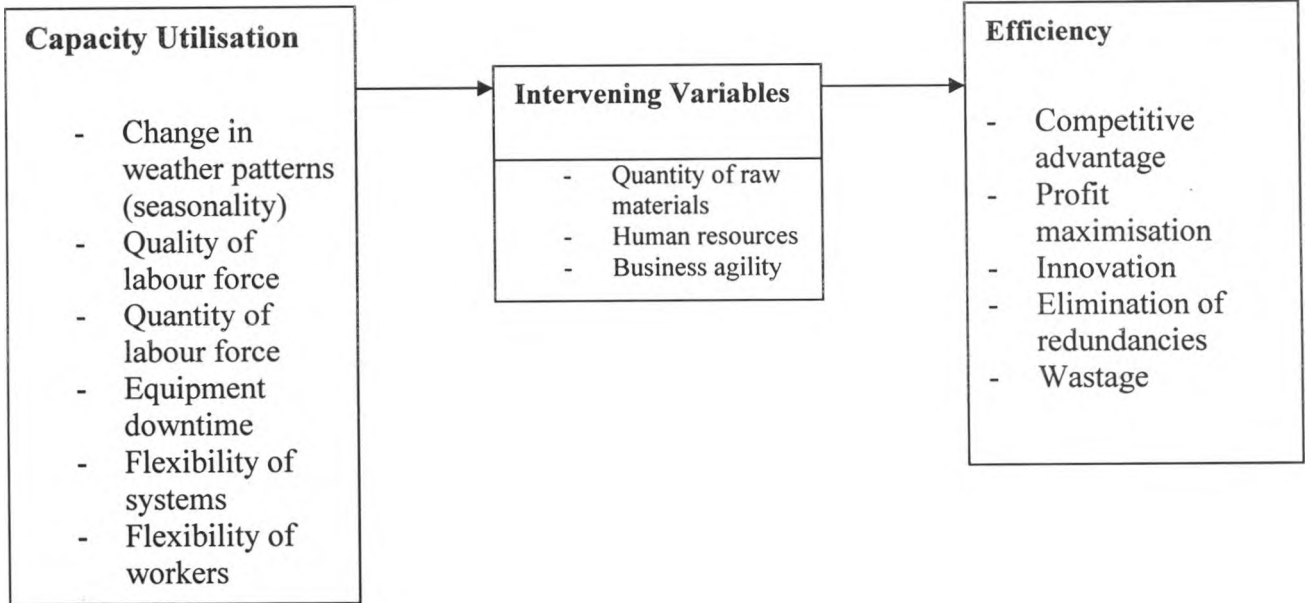 Capacity Utilisation
- Change in
weather patterns
(seasonality)
- Quality of
labour force
- Quantity of
labour force
- Equipment
downtime
- Flexibility of
systems
- Flexibility of
workers
Intervening Variables
- Quantity of raw
materials
- Human resources
- Business agility
Efficiency
- Competitive
advantage
- Profit
maximisation
- Innovation
- Elimination of
redundancies
- Wastage